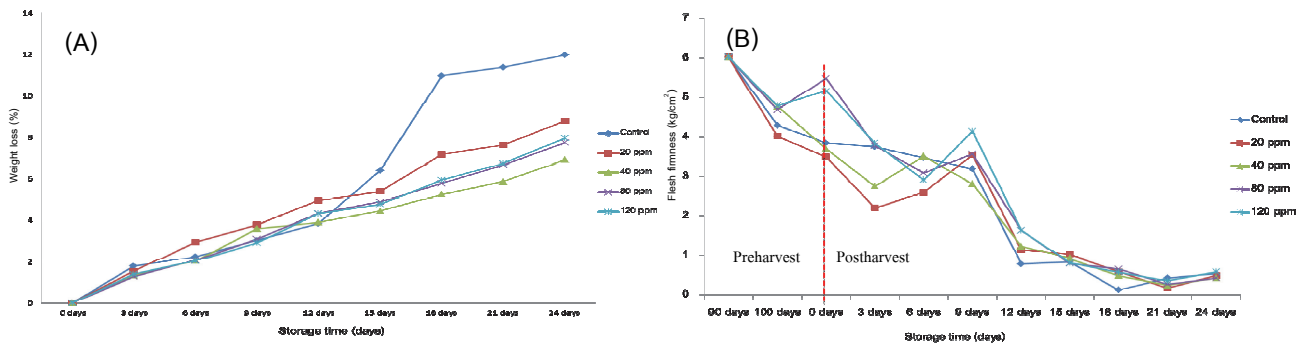 (A)
Weight loss (%)
14
12
10
8
6
4
2
0
0 days 3 days 6 days 9 days 12 days 15 days 18 days 21 days 24 days
Storage time (days)
Control
20 ppm
40 ppm
80 ppm
120 ppm
(B)
Flesh firmness (kg/cm²)
7
6
5
4
3
2
1
0
Preharvest Postharvest
90 days 100 days 0 days 3 days 6 days 9 days 12 days 15 days 18 days 21 days 24 days
Storage time (days)
Control
20 ppm
40 ppm
80 ppm
120 ppm